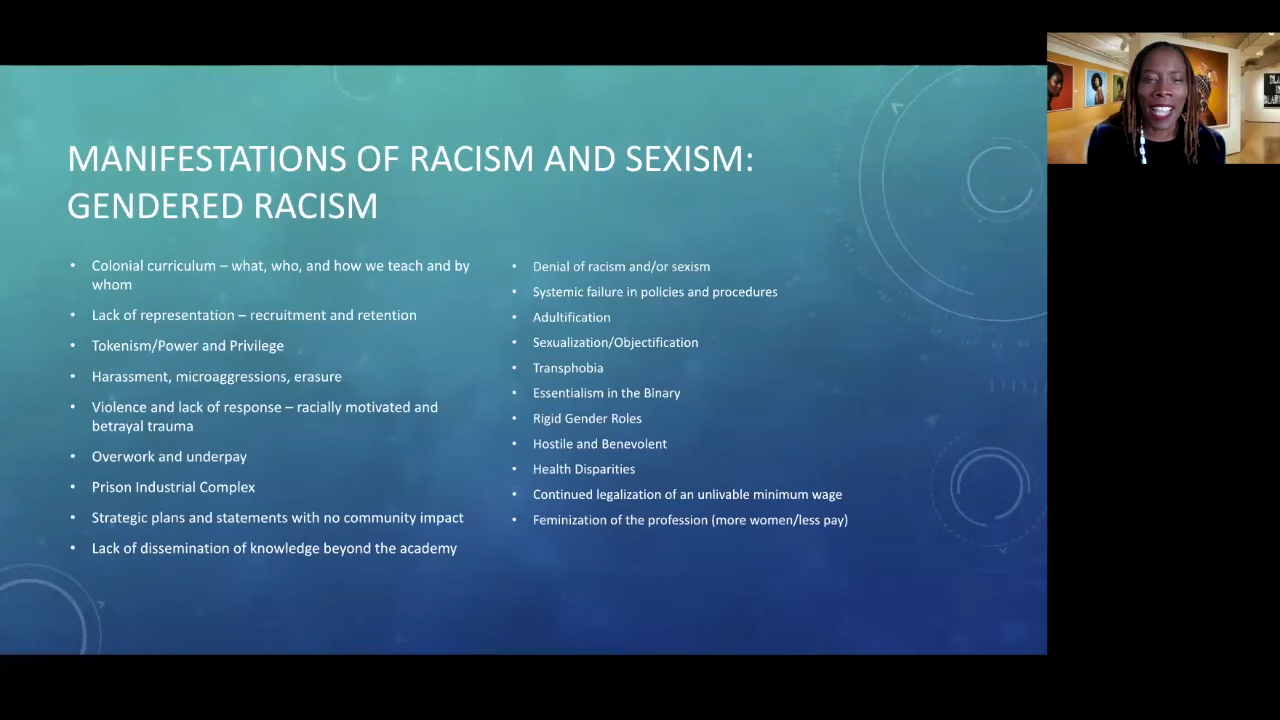 MANIFESTATIONS OF RACISM AND SEXISM:
GENDERED RACISM
• Colonial curriculum – what, who, and how we teach and by
whom
• Lack of representation – recruitment and retention
• Tokenism/Power and Privilege
• Harassment, microaggressions, erasure
• Violence and lack of response – racially motivated and
betrayal trauma
• Overwork and underpay
• Prison Industrial Complex
• Strategic plans and statements with no community impact
• Lack of dissemination of knowledge beyond the academy
• Denial of racism and/or sexism
• Systemic failure in policies and procedures
• Adultification
• Sexualization/Objectification
• Transphobia
• Essentialism in the Binary
• Rigid Gender Roles
• Hostile and Benevolent
• Health Disparities
• Continued legalization of an unlivable minimum wage
• Feminization of the profession (more women/less pay)